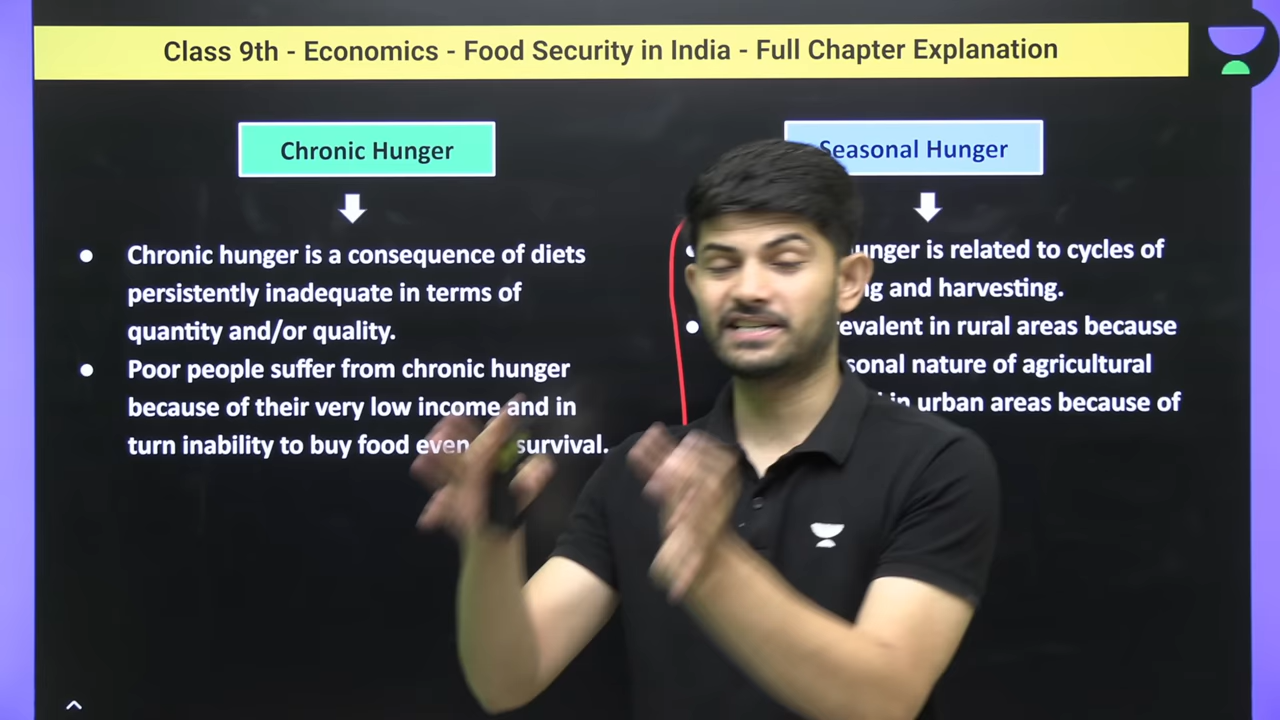 Class 9th - Economics - Food Security in India - Full Chapter Explanation
Chronic Hunger
Chronic hunger is a consequence of diets
persistently inadequate in terms of
quantity and/or quality.
Poor people suffer from chronic hunger
because of their very low income and in
turn inability to buy food survival.
Seasonal Hunger
is related to cycles of
and harvesting.
in rural areas because
nature of agricultural
in urban areas because of